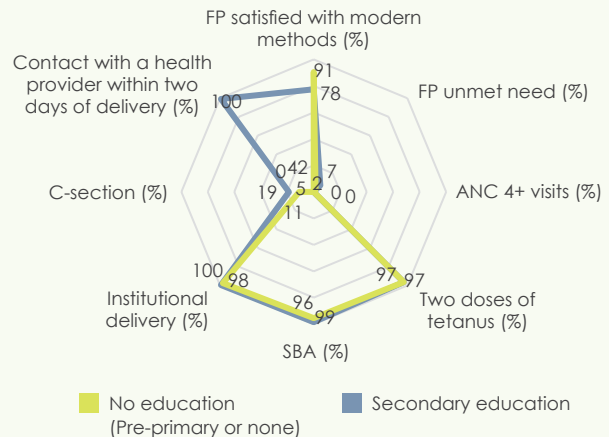 FP satisfied with modern
methods (%)
Contact with a health
provider within two
days of delivery (%)
FP unmet need (%)
91
78
100
42
0
7
2
5
0
0
19
11
C-section (%)
ANC 4+ visits (%)
97
97
100
98
96
99
Institutional
delivery (%)
Two doses of
tetanus (%)
SBA (%)
No education
(Pre-primary or none)
Secondary education